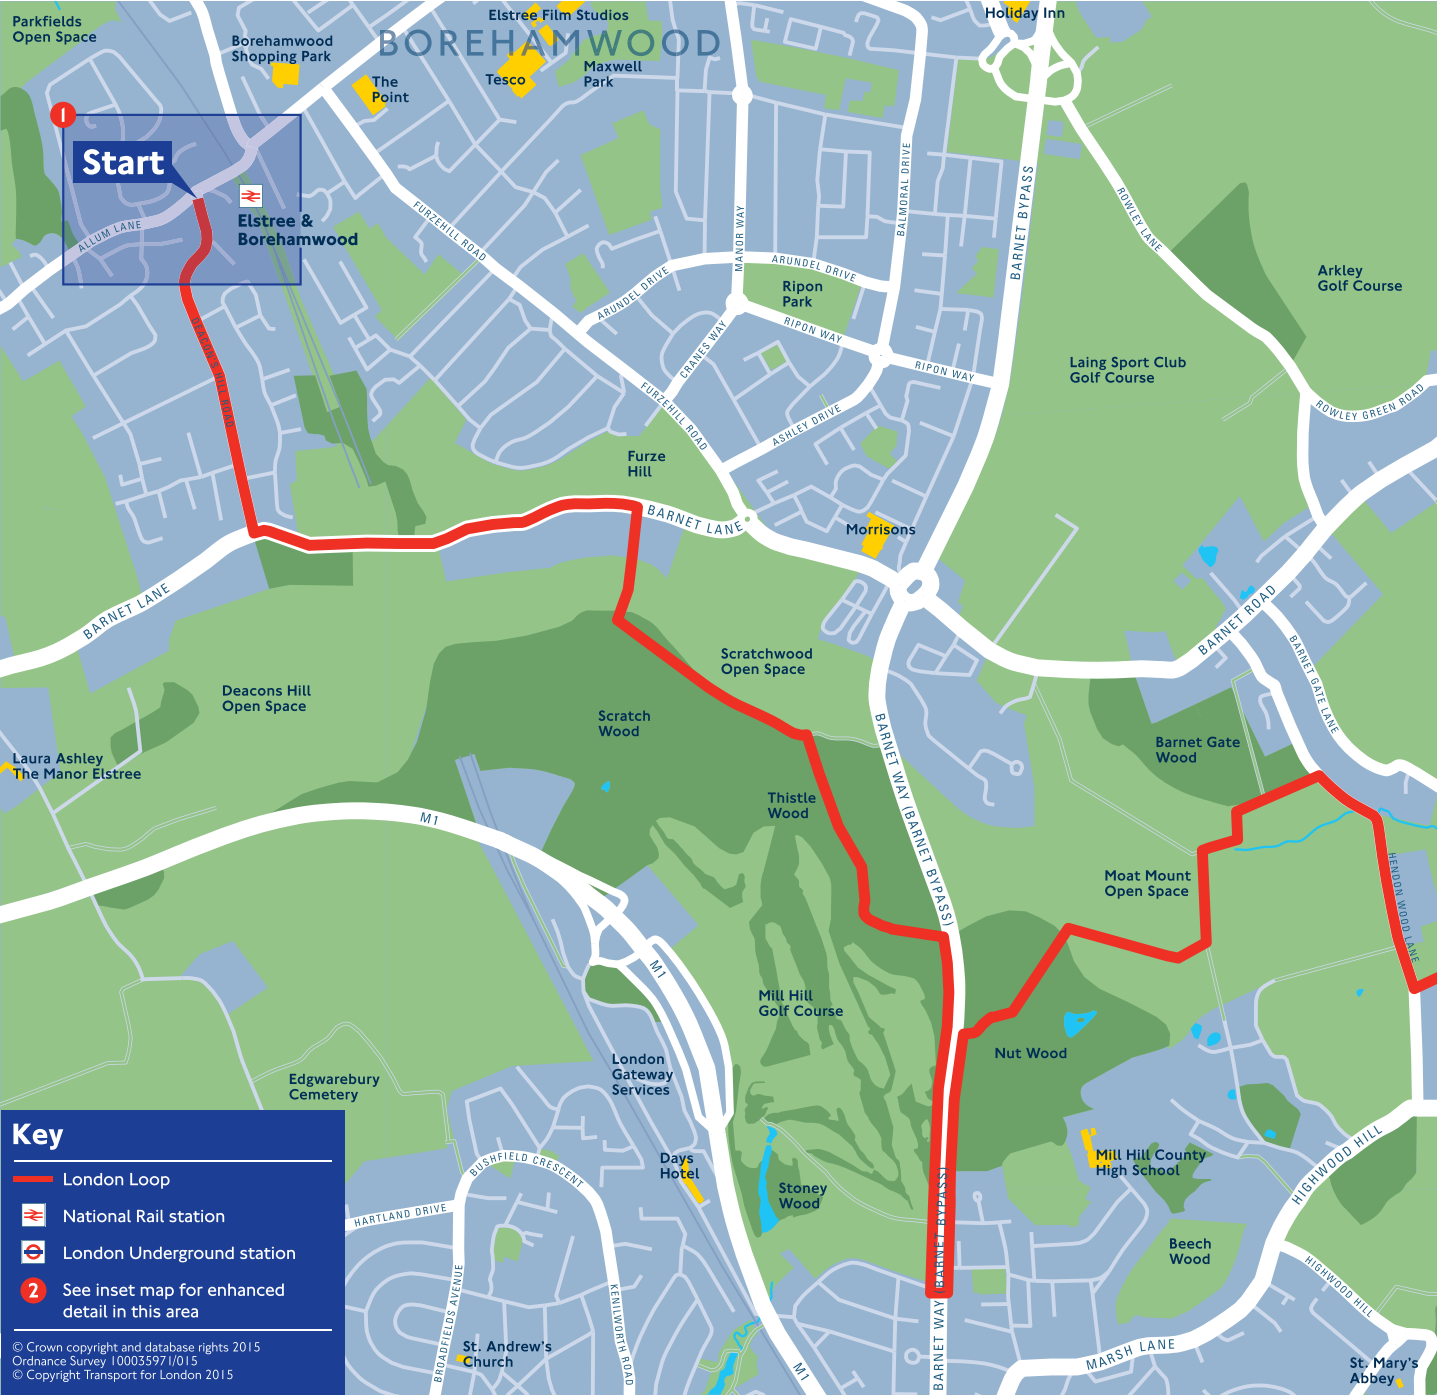 Parkfields
Open Space
Borehamwood
Shopping Park
Elstree Film Studios
BOREHAMWOOD
The
Point
Tesco
Maxwell
Park
Holiday Inn
1
Start
Elstree &
Borehamwood
ALLUM LANE
DEACONS HILL ROAD
FURZEHILL ROAD
ARUNDEL DRIVE
MANOR WAY
ARUNDEL DRIVE
BALMORAL DRIVE
BARNET BYPASS
ROWLEY LANE
Arkley
Golf Course
Ripon
Park
RIPON WAY
RIPON WAY
CRANES WAY
FURZEHILL ROAD
ASHLEY DRIVE
Laing Sport Club
Golf Course
ROWLEY GREEN ROAD
Furze
Hill
BARNET LANE
Morrisons
BARNET LANE
BARNET ROAD
BARNET GATE LANE
Scratchwood
Open Space
Deacons Hill
Open Space
Scratch
Wood
Barnet Gate
Wood
Laura Ashley
The Manor Elstree
Thistle
Wood
BARNET WAY (BARNET BYPASS)
M1
Moat Mount
Open Space
HENDON WOOD LANE
M1
Mill Hill
Golf Course
Nut Wood
London
Gateway
Services
Edgwarebury
Cemetery
Days
Hotel
Stoney
Wood
Mill Hill County
High School
HIGHWOOD HILL
BUSHFIELD CRESCENT
HARTLAND DRIVE
BROADFIELDS AVENUE
KENILWORTH ROAD
BARNET WAY (BARNET BYPASS)
Beech
Wood
HIGHWOOD HILL
MARSH LANE
St. Andrew's
Church
M1
St. Mary's
Abbey
Key
London Loop
National Rail station
London Underground station
2
See inset map for enhanced
detail in this area
© Crown copyright and database rights 2015
Ordnance Survey 100035971/015
© Copyright Transport for London 2015